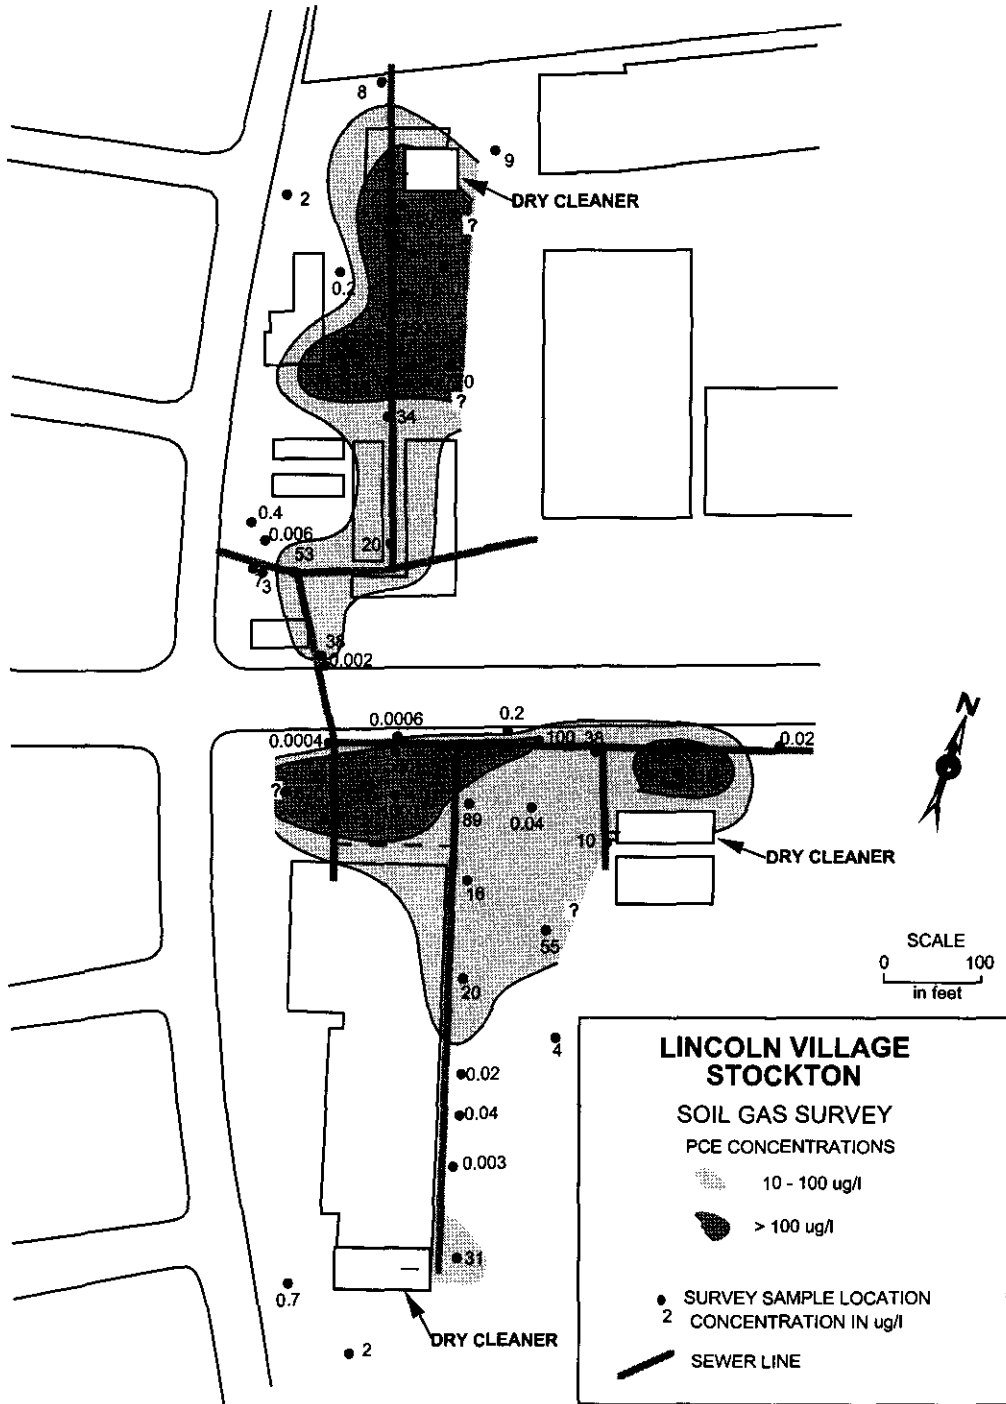 8
9
DRY CLEANER
2
?
0.2
0
?
34
0.4
0.006
20
53
73
38
0.002
0.0006
0.2
0.0004
100
38
0.02
?
89
0.04
10
DRY CLEANER
16
?
55
20
N
SCALE
0 100
in feet
4
0.02
0.04
0.003
31
0.7
DRY CLEANER
2
LINCOLN VILLAGE
STOCKTON
SOIL GAS SURVEY
PCE CONCENTRATIONS
10 - 100 ug/l
> 100 ug/l
SURVEY SAMPLE LOCATION
2 CONCENTRATION IN ug/l
SEWER LINE